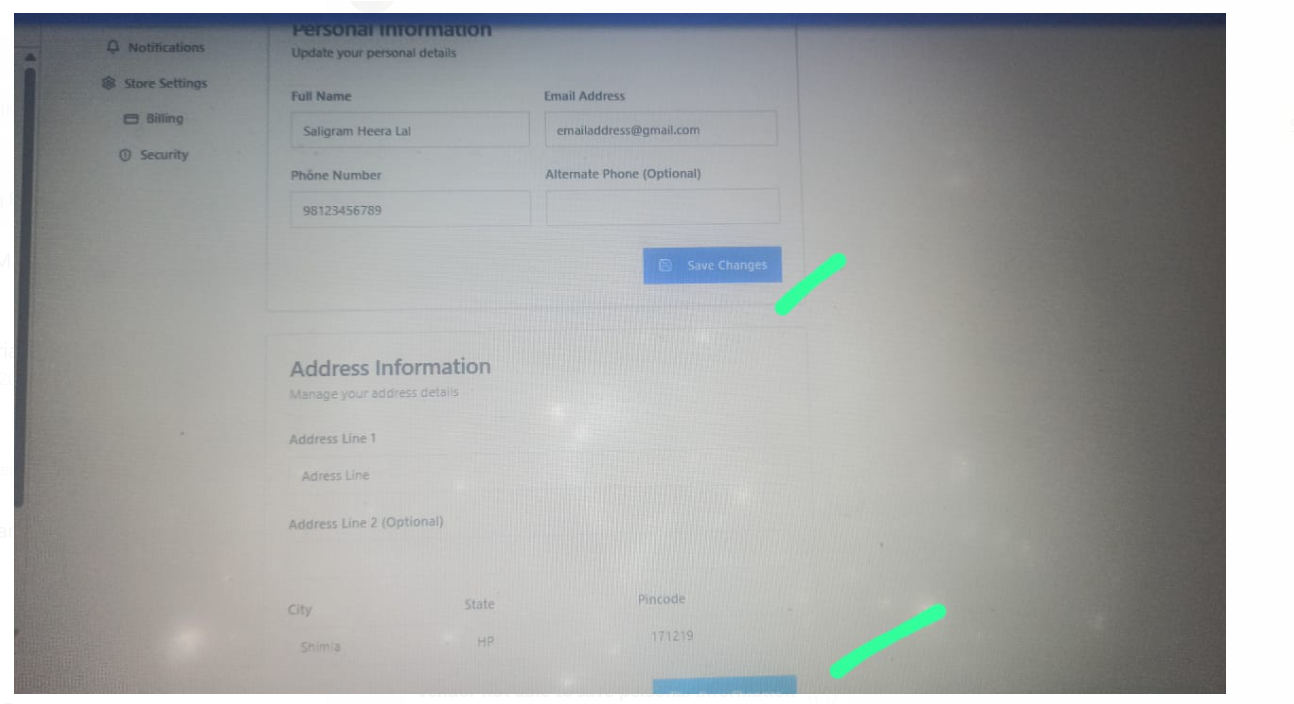 Personal Information
Notifications
Update your personal details
Store Settings
Full Name
Email Address
Billing
Saligram Heera Lal
emailaddress@gmail.com
Security
Phone Number
Alternate Phone (Optional)
98123456789
Save Changes
Address Information
Manage your address details
Address Line 1
Adress Line
Address Line 2 (Optional)
City
State
Pincode
Shimla
HP
171219